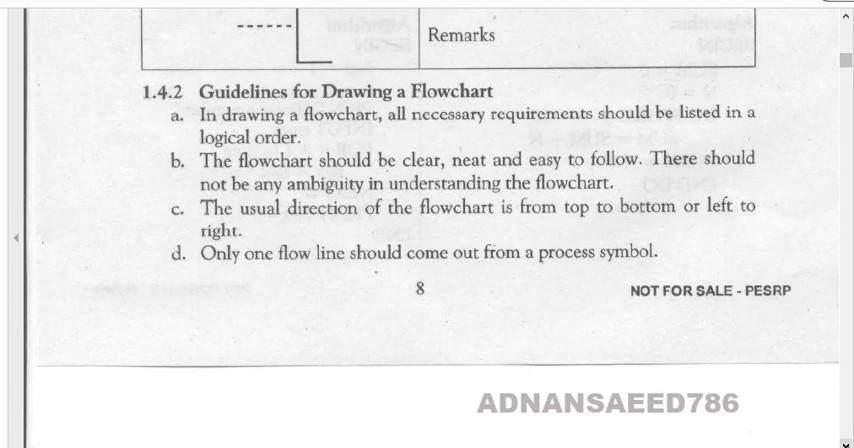 Remarks
1.4.2 Guidelines for Drawing a Flowchart
a. In drawing a flowchart, all necessary requirements should be listed in a
logical order.
b. The flowchart should be clear, neat and easy to follow. There should
not be any ambiguity in understanding the flowchart.
c. The usual direction of the flowchart is from top to bottom or left to
right.
d. Only one flow line should come out from a process symbol.
8
NOT FOR SALE - PESRP
ADNANSAEED786